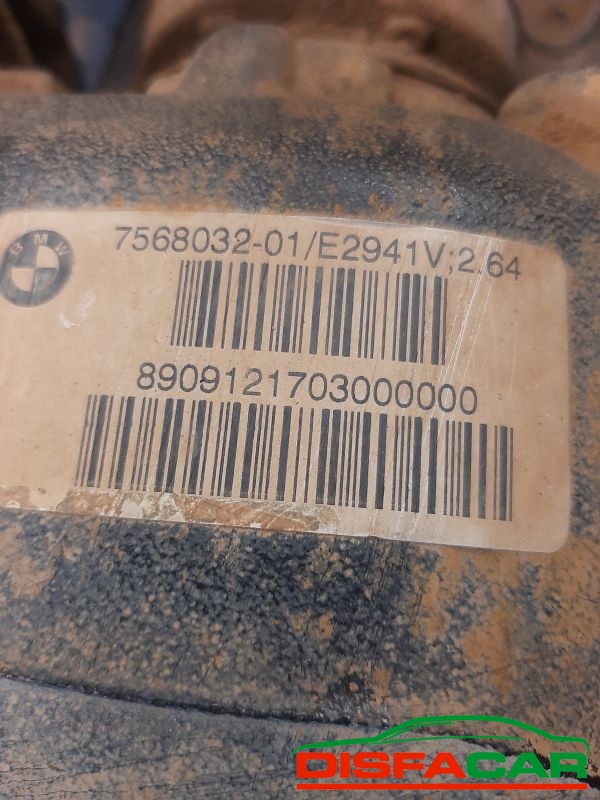 BMW
7568032-01/E2941V;2.64
8909121703000000
DISFACAR